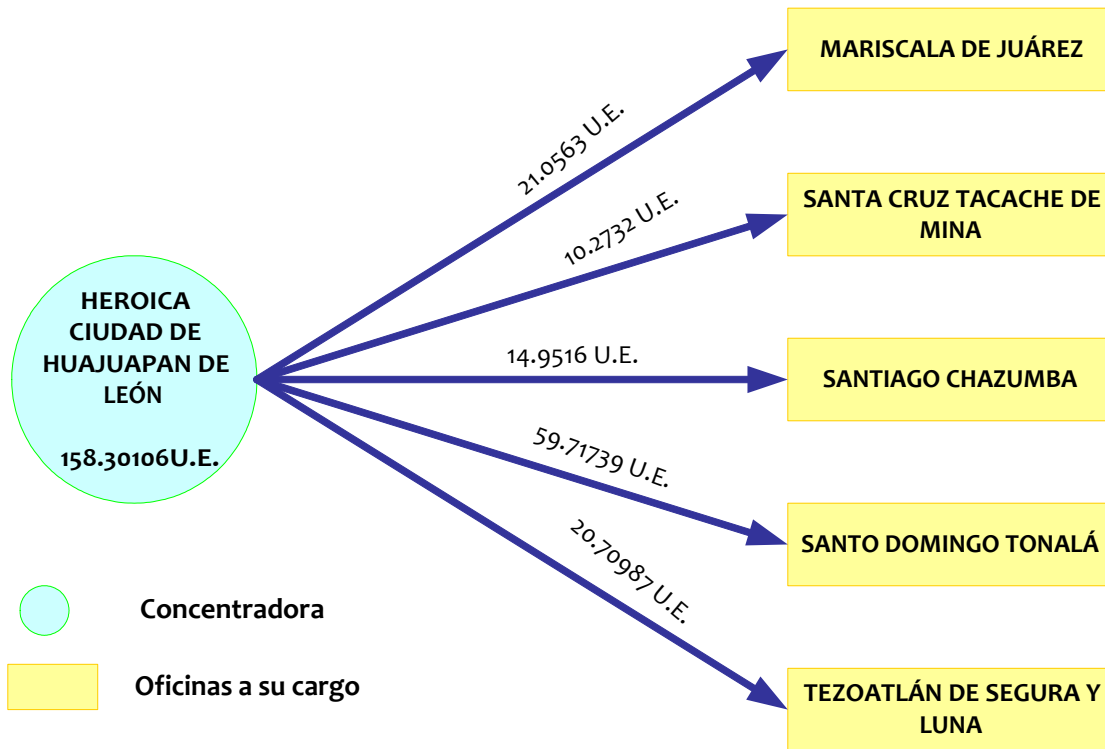 MARISCALA DE JUÁREZ
21.0563 U.E.
SANTA CRUZ TACACHE DE
MINA
10.2732 U.E.
HEROICA
CIUDAD DE
HUAJUAPAN DE
LEÓN
158.30106U.E.
14.9516 U.E.
SANTIAGO CHAZUMBA
59.71739 U.E.
SANTO DOMINGO TONALÁ
20.70987 U.E.
TEZOATLÁN DE SEGURA Y
LUNA
Concentradora
Oficinas a su cargo